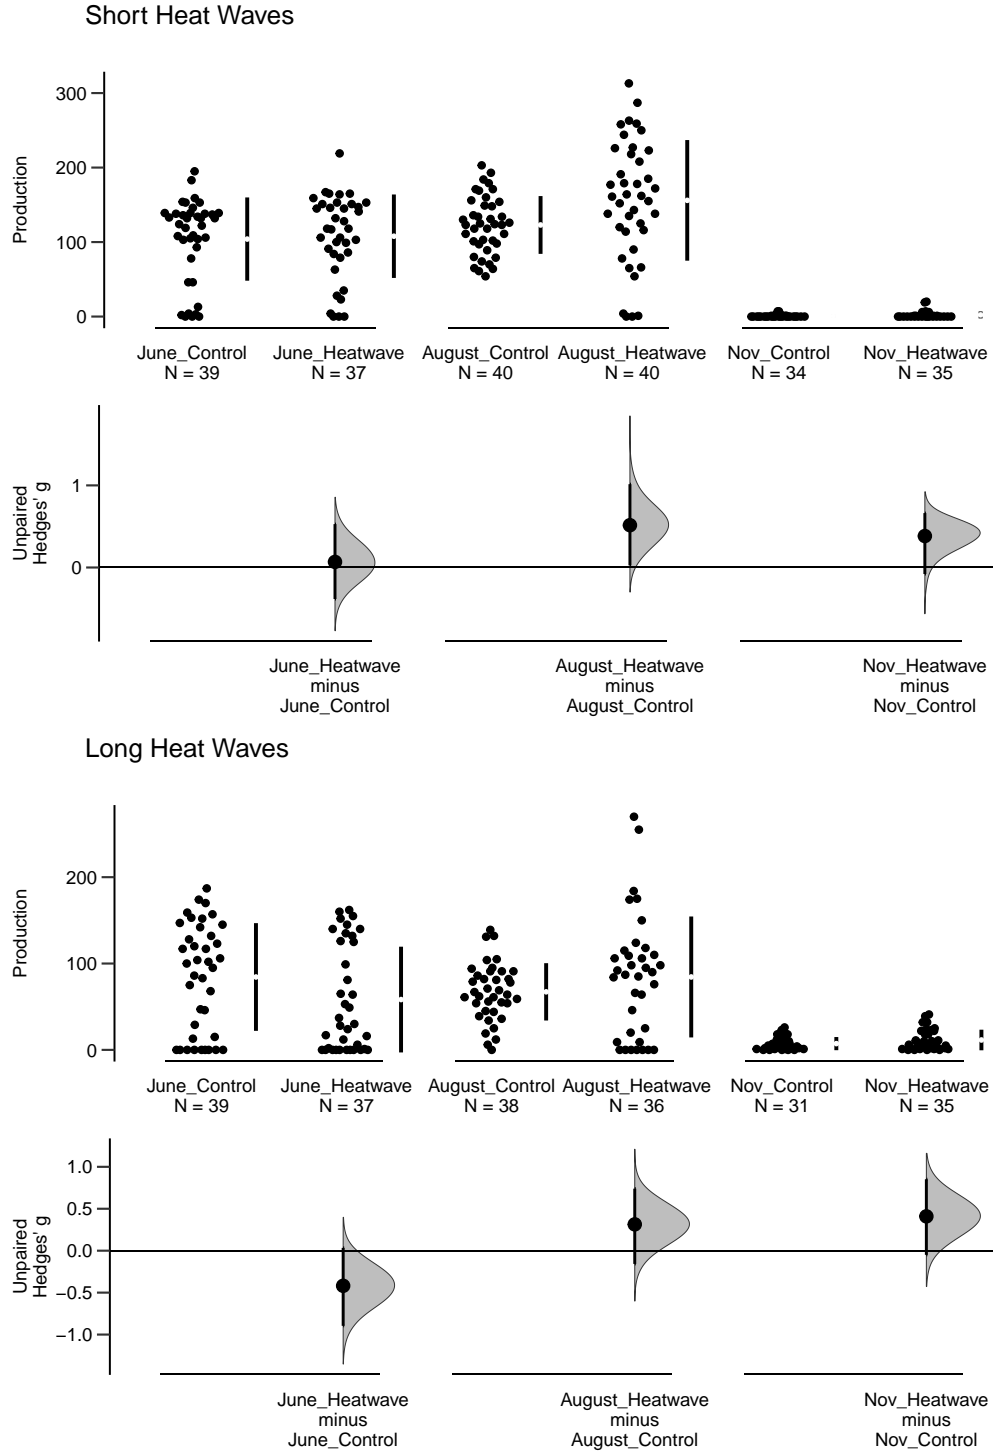 Short Heat Waves
Production
300
200
100
0
June_Control June_Heatwave August_Control August_Heatwave Nov_Control Nov_Heatwave
N = 39 N = 37 N = 40 N = 40 N = 34 N = 35
Unpaired
Hedges' g
1
0
June_Heatwave August_Heatwave Nov_Heatwave
minus minus minus
June_Control August_Control Nov_Control
Long Heat Waves
Production
200
100
0
June_Control June_Heatwave August_Control August_Heatwave Nov_Control Nov_Heatwave
N = 39 N = 37 N = 38 N = 36 N = 31 N = 35
Unpaired
Hedges' g
1.0
0.5
0.0
−0.5
−1.0
June_Heatwave August_Heatwave Nov_Heatwave
minus minus minus
June_Control August_Control Nov_Control